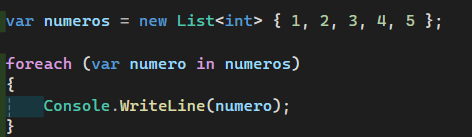 var numeros = new List<int> { 1, 2, 3, 4, 5 };
foreach (var numero in numeros)
{
    Console.WriteLine(numero);
}